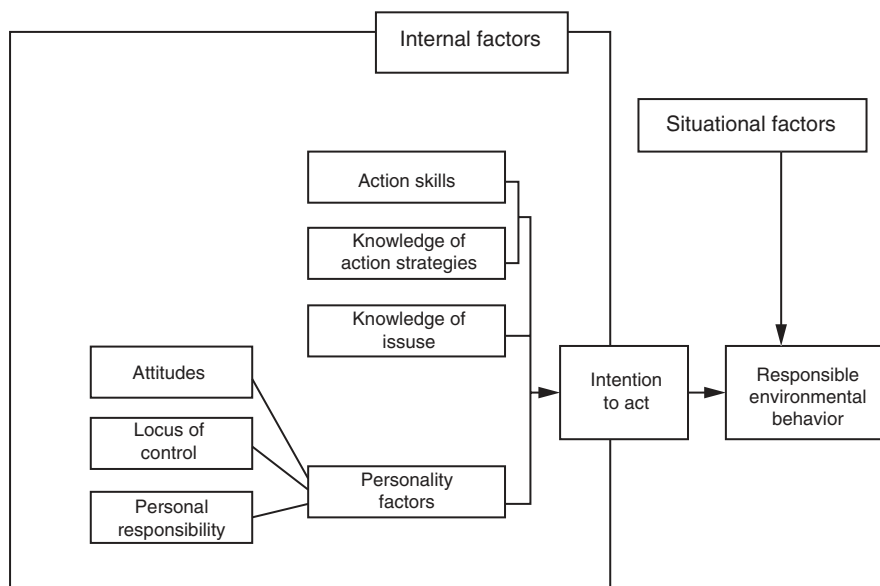 Internal factors
Situational factors
Action skills
Knowledge of
action strategies
Knowledge of
issuse
Attitudes
Locus of
control
Personal
responsibility
Personality
factors
Intention
to act
Responsible
environmental
behavior